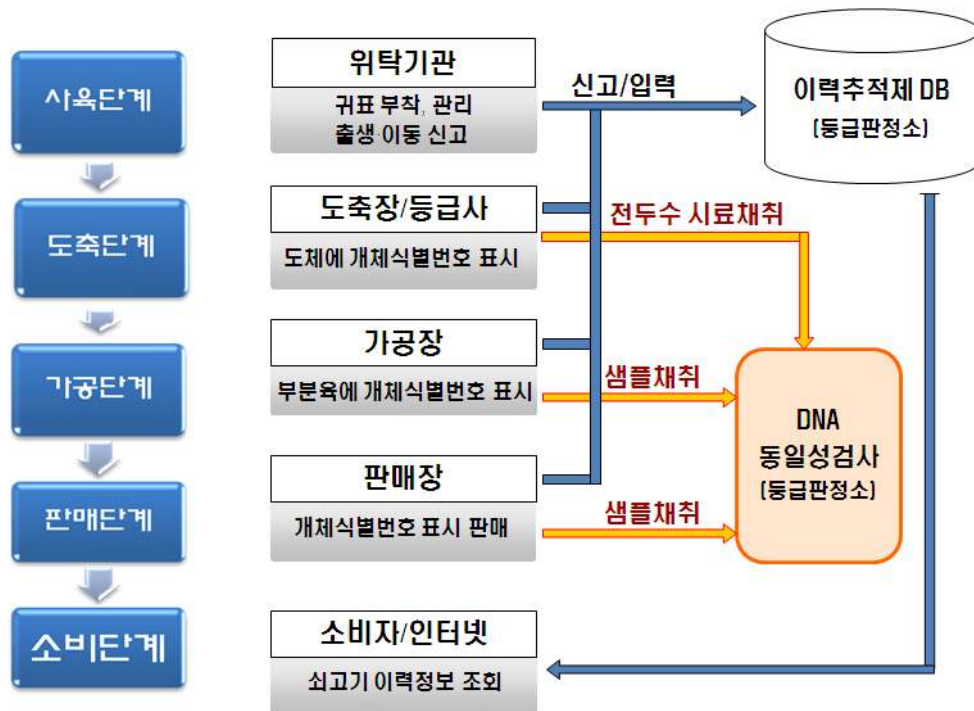 사육단계
위탁기관
귀표 부착, 관리
출생·이동 신고
신고/입력
이력추적제 DB
(등급판정소)
도축단계
도축장/등급사
도체에 개체식별번호 표시
전두수 시료채취
가공단계
가공장
부분육에 개체식별번호 표시
샘플채취
DNA
동일성검사
(등급판정소)
판매단계
판매장
개체식별번호 표시 판매
샘플채취
소비단계
소비자/인터넷
쇠고기 이력정보 조회